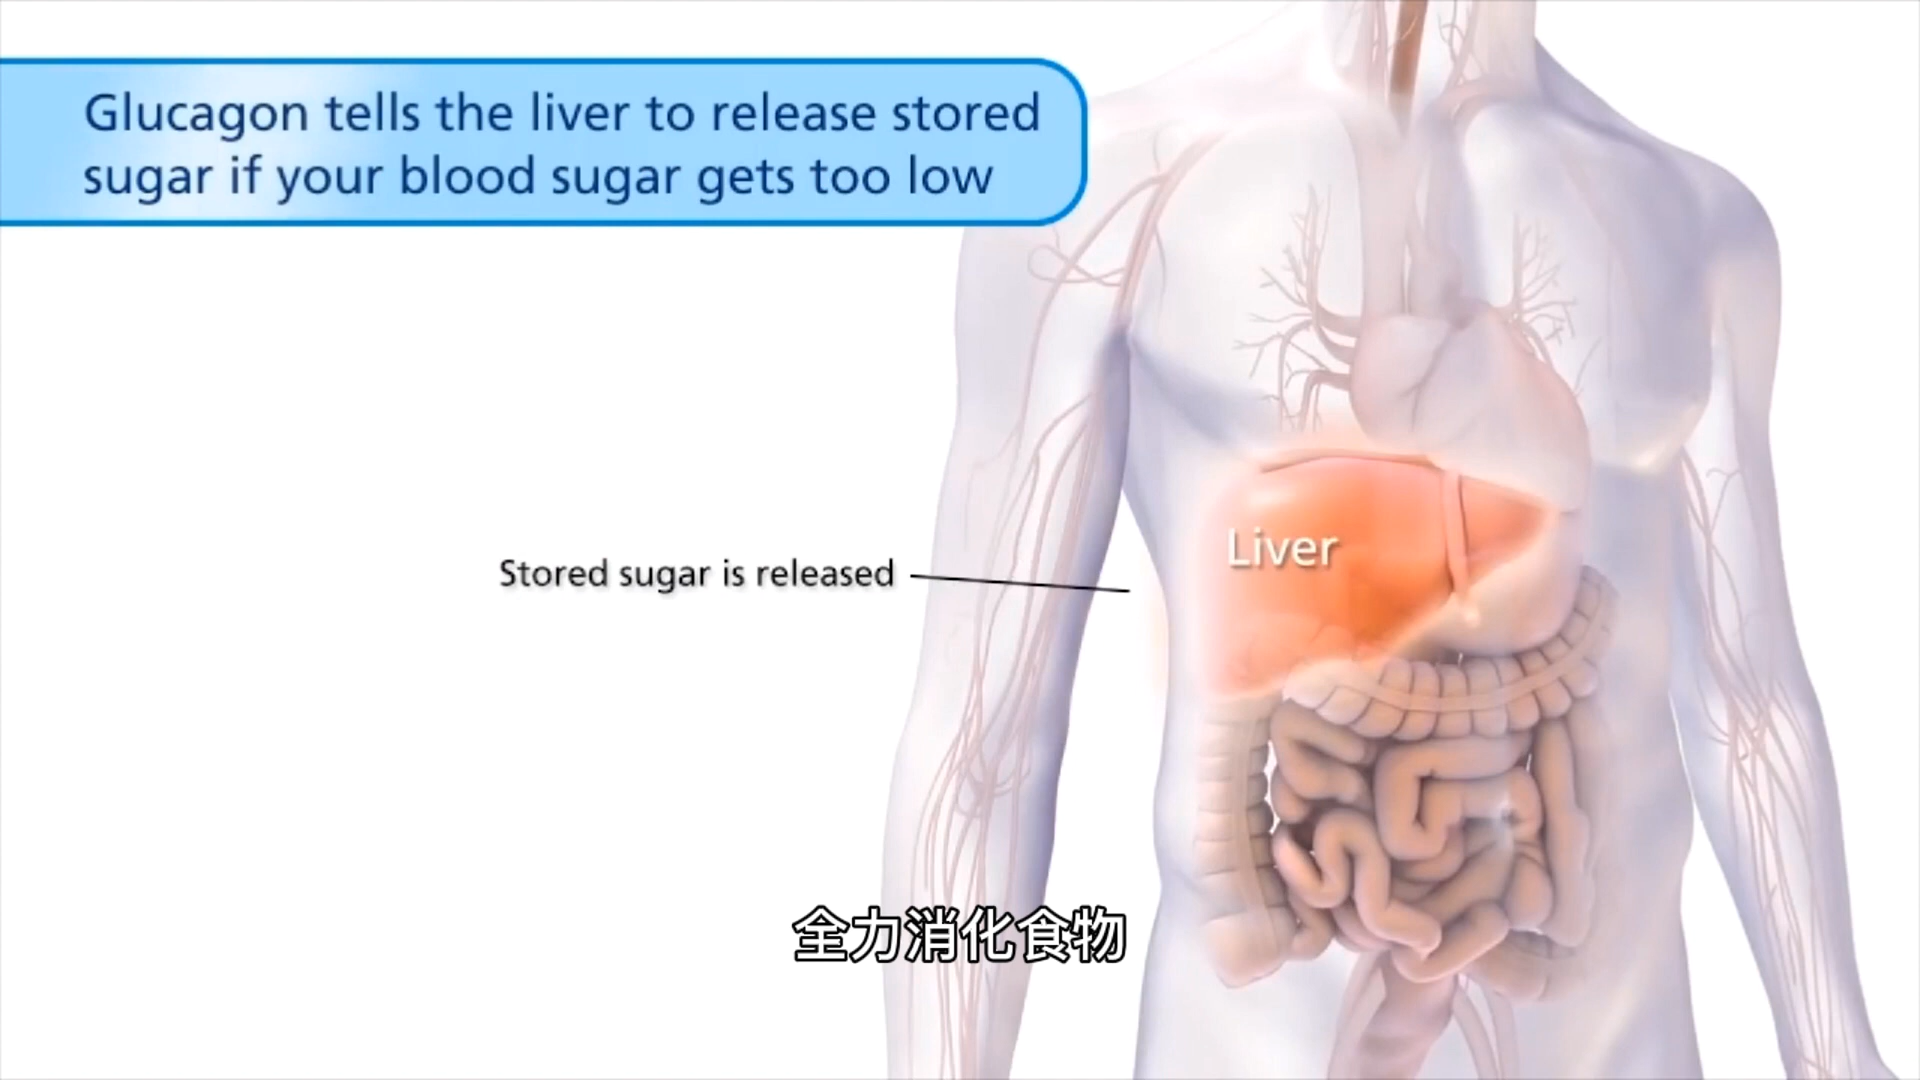 Glucagon tells the liver to release stored
sugar if your blood sugar gets too low
Liver
Stored sugar is released
全力消化食物